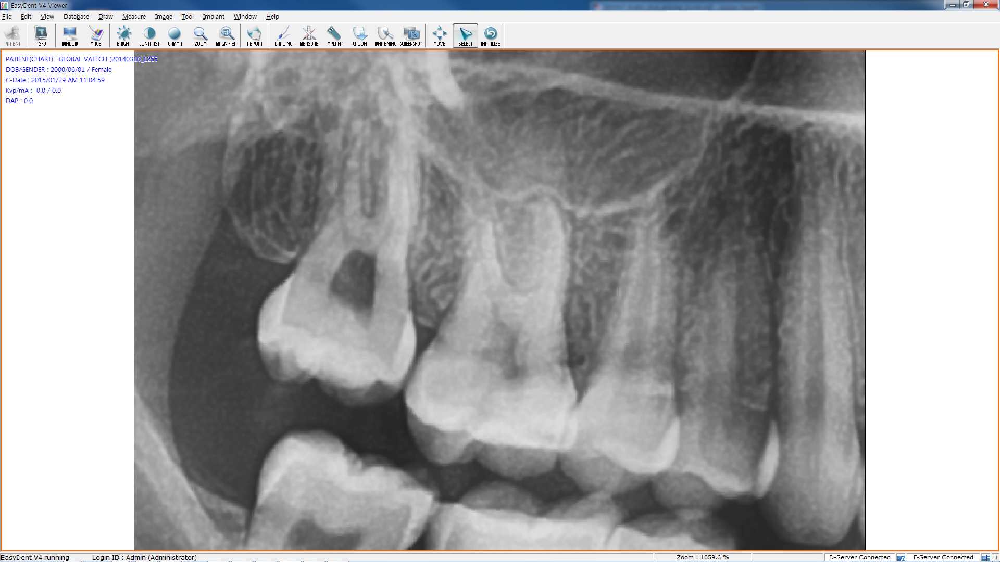 EasyDent V4 Viewer
File Edit View Database Draw Measure Image Tool Implant Window Help
PATIENT TSFD WINDOW IMAGE BRIGHT CONTRAST GAMMA ZOOM MAGNIFIER REPORT DRAWING MEASURE IMPLANT CROWN WHITENING SCREENSHOT MOVE SELECT INITIALIZE
PATIENT(CHART) : GLOBAL VATECH (20140310_1255
DOB/GENDER : 2000/06/01 / Female
C-Date : 2015/01/29 AM 11:04:59
Kvp/mA : 0.0 / 0.0
DAP : 0.0
EasyDent V4 running Login ID : Admin (Administrator) Zoom : 1059.6 % D-Server Connected F-Server Connected Si